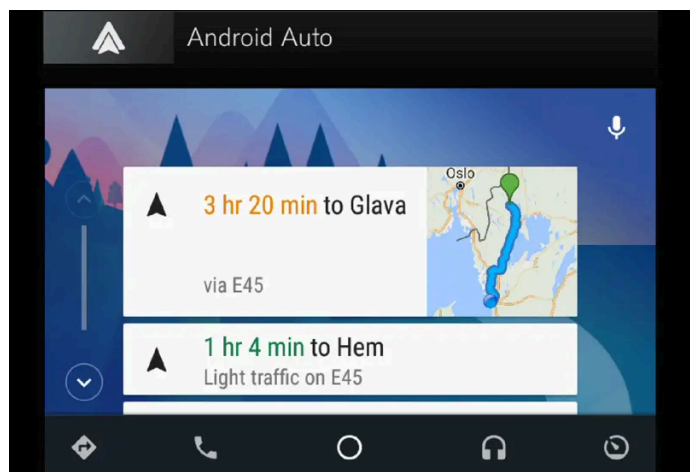 Android Auto
Oslo
3 hr 20 min to Glava
via E45
1 hr 4 min to Hem
Light traffic on E45